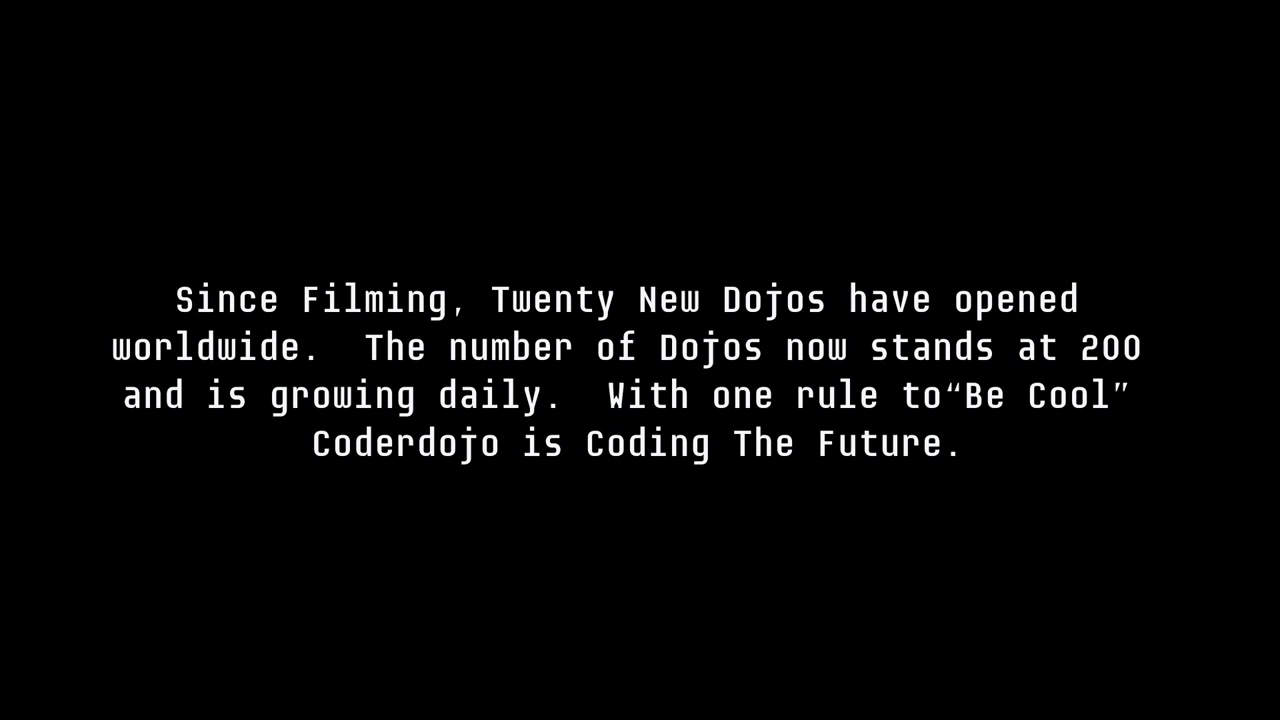 Since Filming, Twenty New Dojos have opened
worldwide.  The number of Dojos now stands at 200
and is growing daily.  With one rule to“Be Cool”
Coderdojo is Coding The Future.